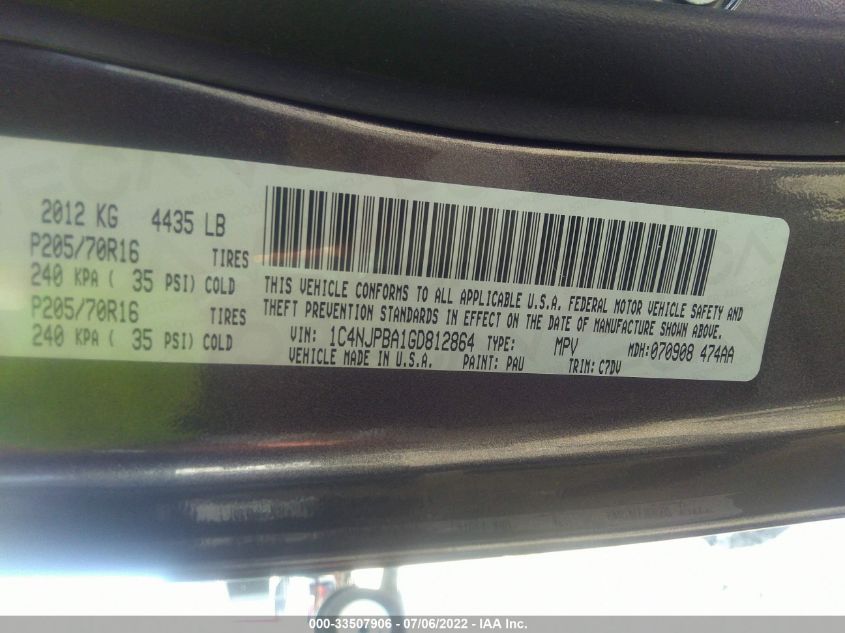 2012 KG 4435 LB
P205/70R16 TIRES
240 KPA ( 35 PSI) COLD
P205/70R16 TIRES
240 KPA ( 35 PSI) COLD
THIS VEHICLE CONFORMS TO ALL APPLICABLE U.S.A. FEDERAL MOTOR VEHICLE SAFETY AND
THEFT PREVENTION STANDARDS IN EFFECT ON THE DATE OF MANUFACTURE SHOWN ABOVE.
VIN: 1C4NJPBA1GD812864 TYPE: MPV MDH: 070908 474AA
VEHICLE MADE IN U.S.A. PAINT: PAU TRIM: C7DV
000-33507906 - 07/06/2022 - IAA Inc.